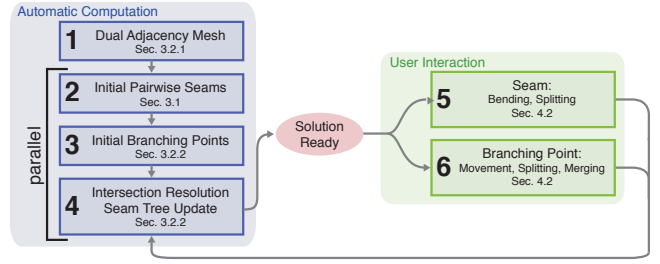 Automatic Computation
1
Dual Adjacency Mesh
Sec. 3.2.1
parallel
2
Initial Pairwise Seams
Sec. 3.1
3
Initial Branching Points
Sec. 3.2.2
4
Intersection Resolution
Seam Tree Update
Sec. 3.2.2
Solution
Ready
User Interaction
5
Seam:
Bending, Splitting
Sec. 4.2
6
Branching Point:
Movement, Splitting, Merging
Sec. 4.2